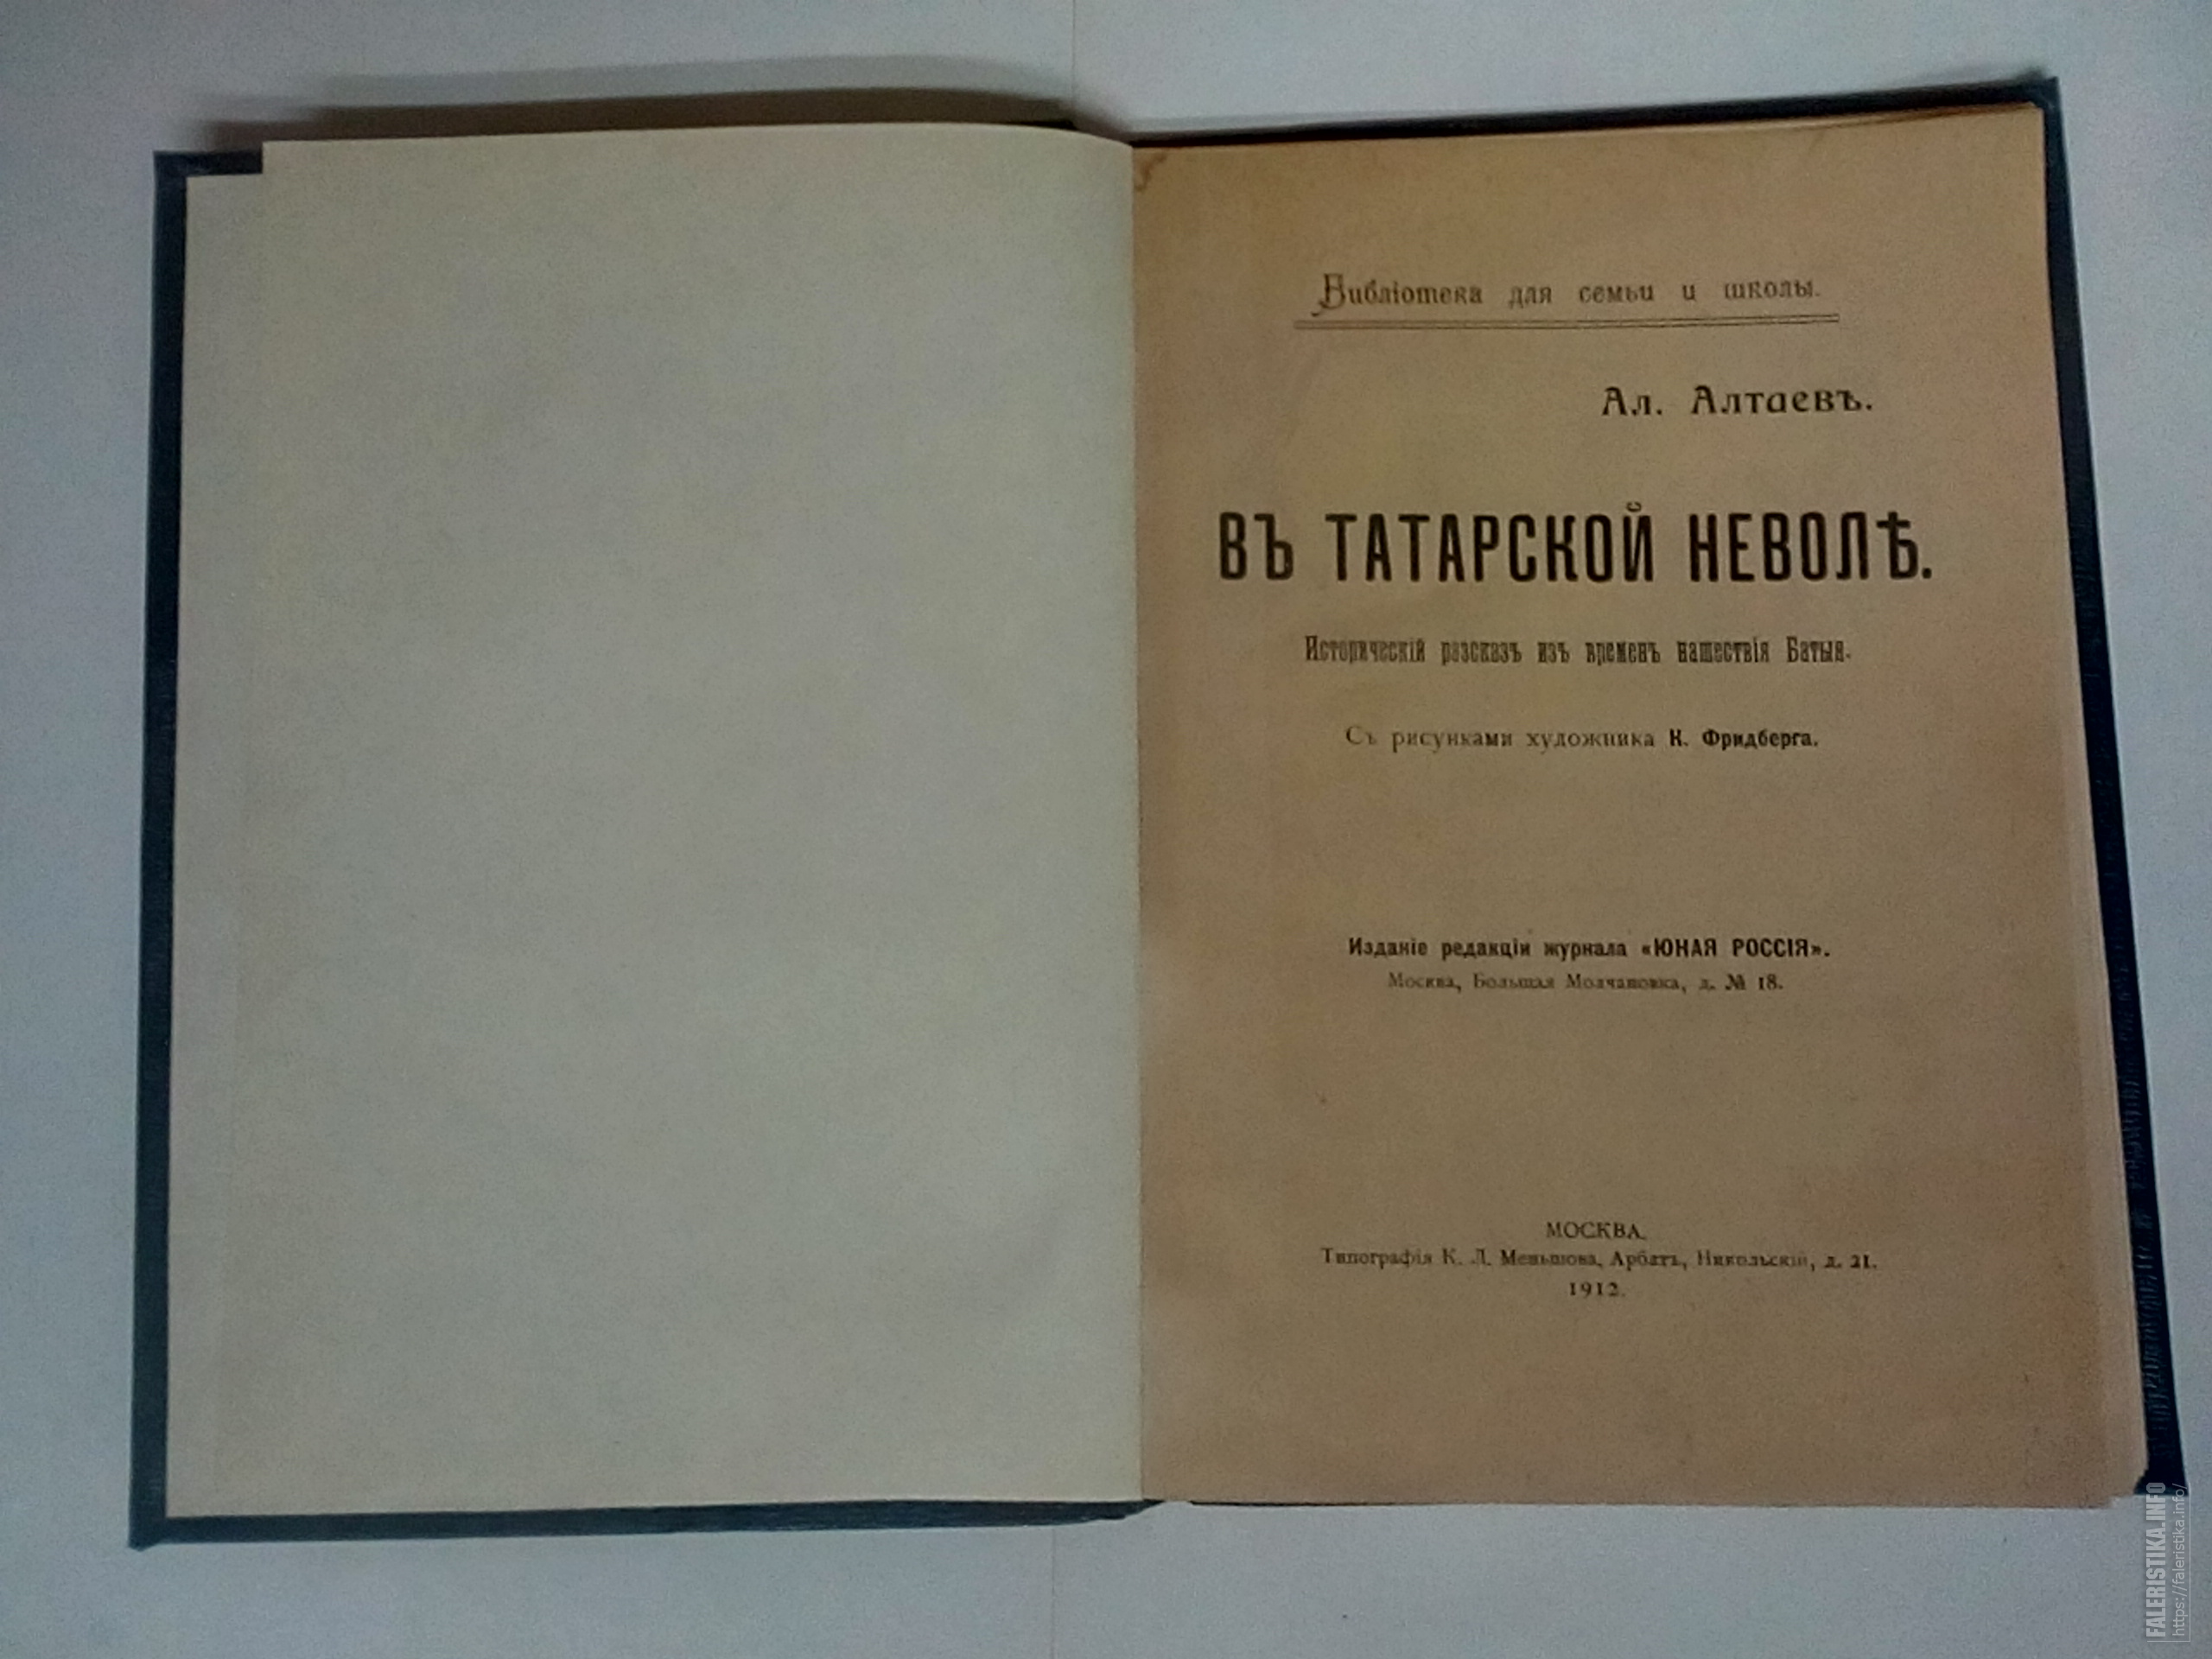 Библіотека для семьи и школы.
Ал. Алтаевъ.
ВЪ ТАТАРСКОЙ НЕВОЛѢ.
Историческій разсказъ изъ временъ нашествія Батыя.
Съ рисунками художника К. Фридберга.
Изданіе редакціи журнала «ЮНАЯ РОССІЯ».
Москва, Большая Молчановка, д. № 18.
МОСКВА.
Типографія К. Л. Меньшова, Арбатъ, Никольскій, д. 21.
1912.
FALERISTIKA.INFO
https://faleristika.info/